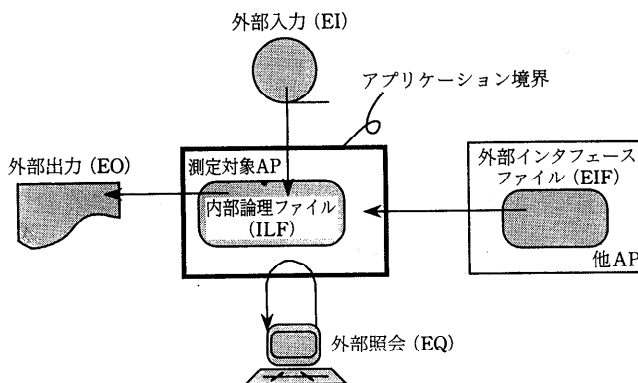 外部入力(EI)
アプリケーション境界
外部出力(EO)
測定対象AP
内部論理ファイル
(ILF)
外部インタフェース
ファイル(EIF)
他AP
外部照会(EQ)